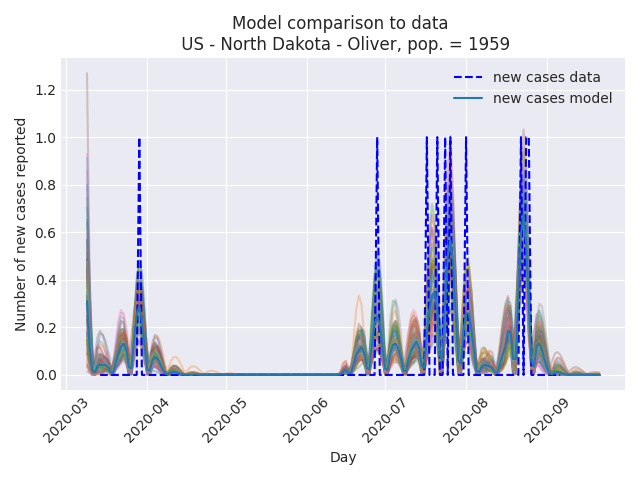 Model comparison to data
US - North Dakota - Oliver, pop. = 1959
new cases data
new cases model
Number of new cases reported
1.2
1.0
0.8
0.6
0.4
0.2
0.0
2020-03
2020-04
2020-05
2020-06
2020-07
2020-08
2020-09
Day